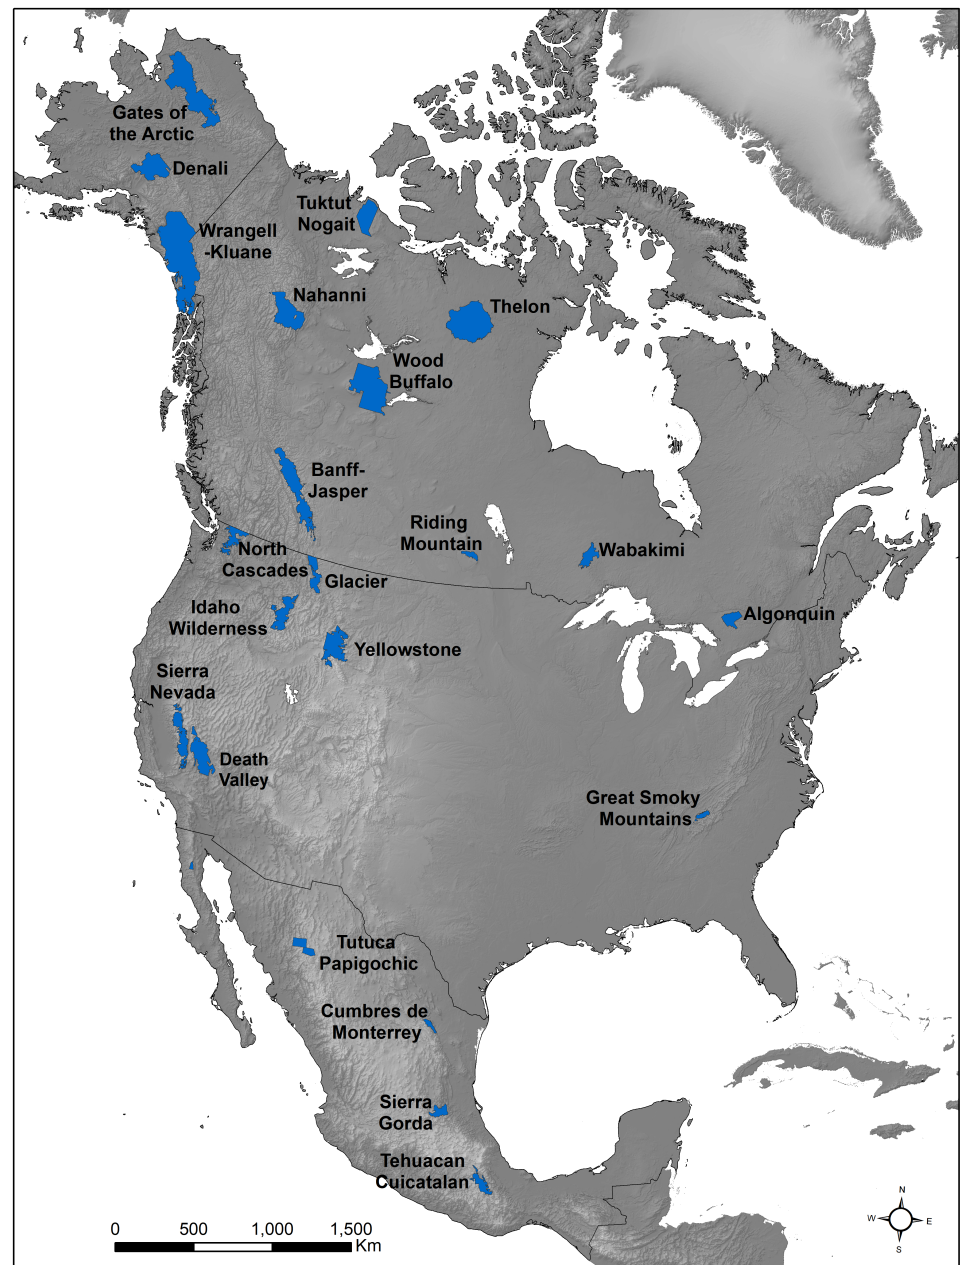 Gates of
the Arctic
Denali
Tuktut
Nogait
Wrangell
-Kluane
Nahanni
Thelon
Wood
Buffalo
Banff-
Jasper
Riding
Mountain
Wabakimi
North
Cascades
Glacier
Idaho
Wilderness
Algonquin
Yellowstone
Sierra
Nevada
Death
Valley
Great Smoky
Mountains
Tutuca
Papigochic
Cumbres de
Monterrey
Sierra
Gorda
Tehuacan
Cuicatalan
0 500 1,000 1,500
Km
N
W E
S